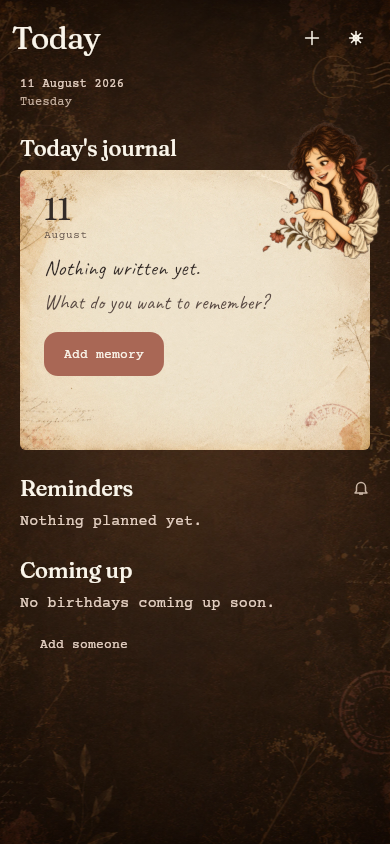 Today
11 August 2026
Tuesday
Today's journal
11
August
Nothing written yet.
What do you want to remember?
Add memory
Reminders
Nothing planned yet.
Coming up
No birthdays coming up soon.
Add someone